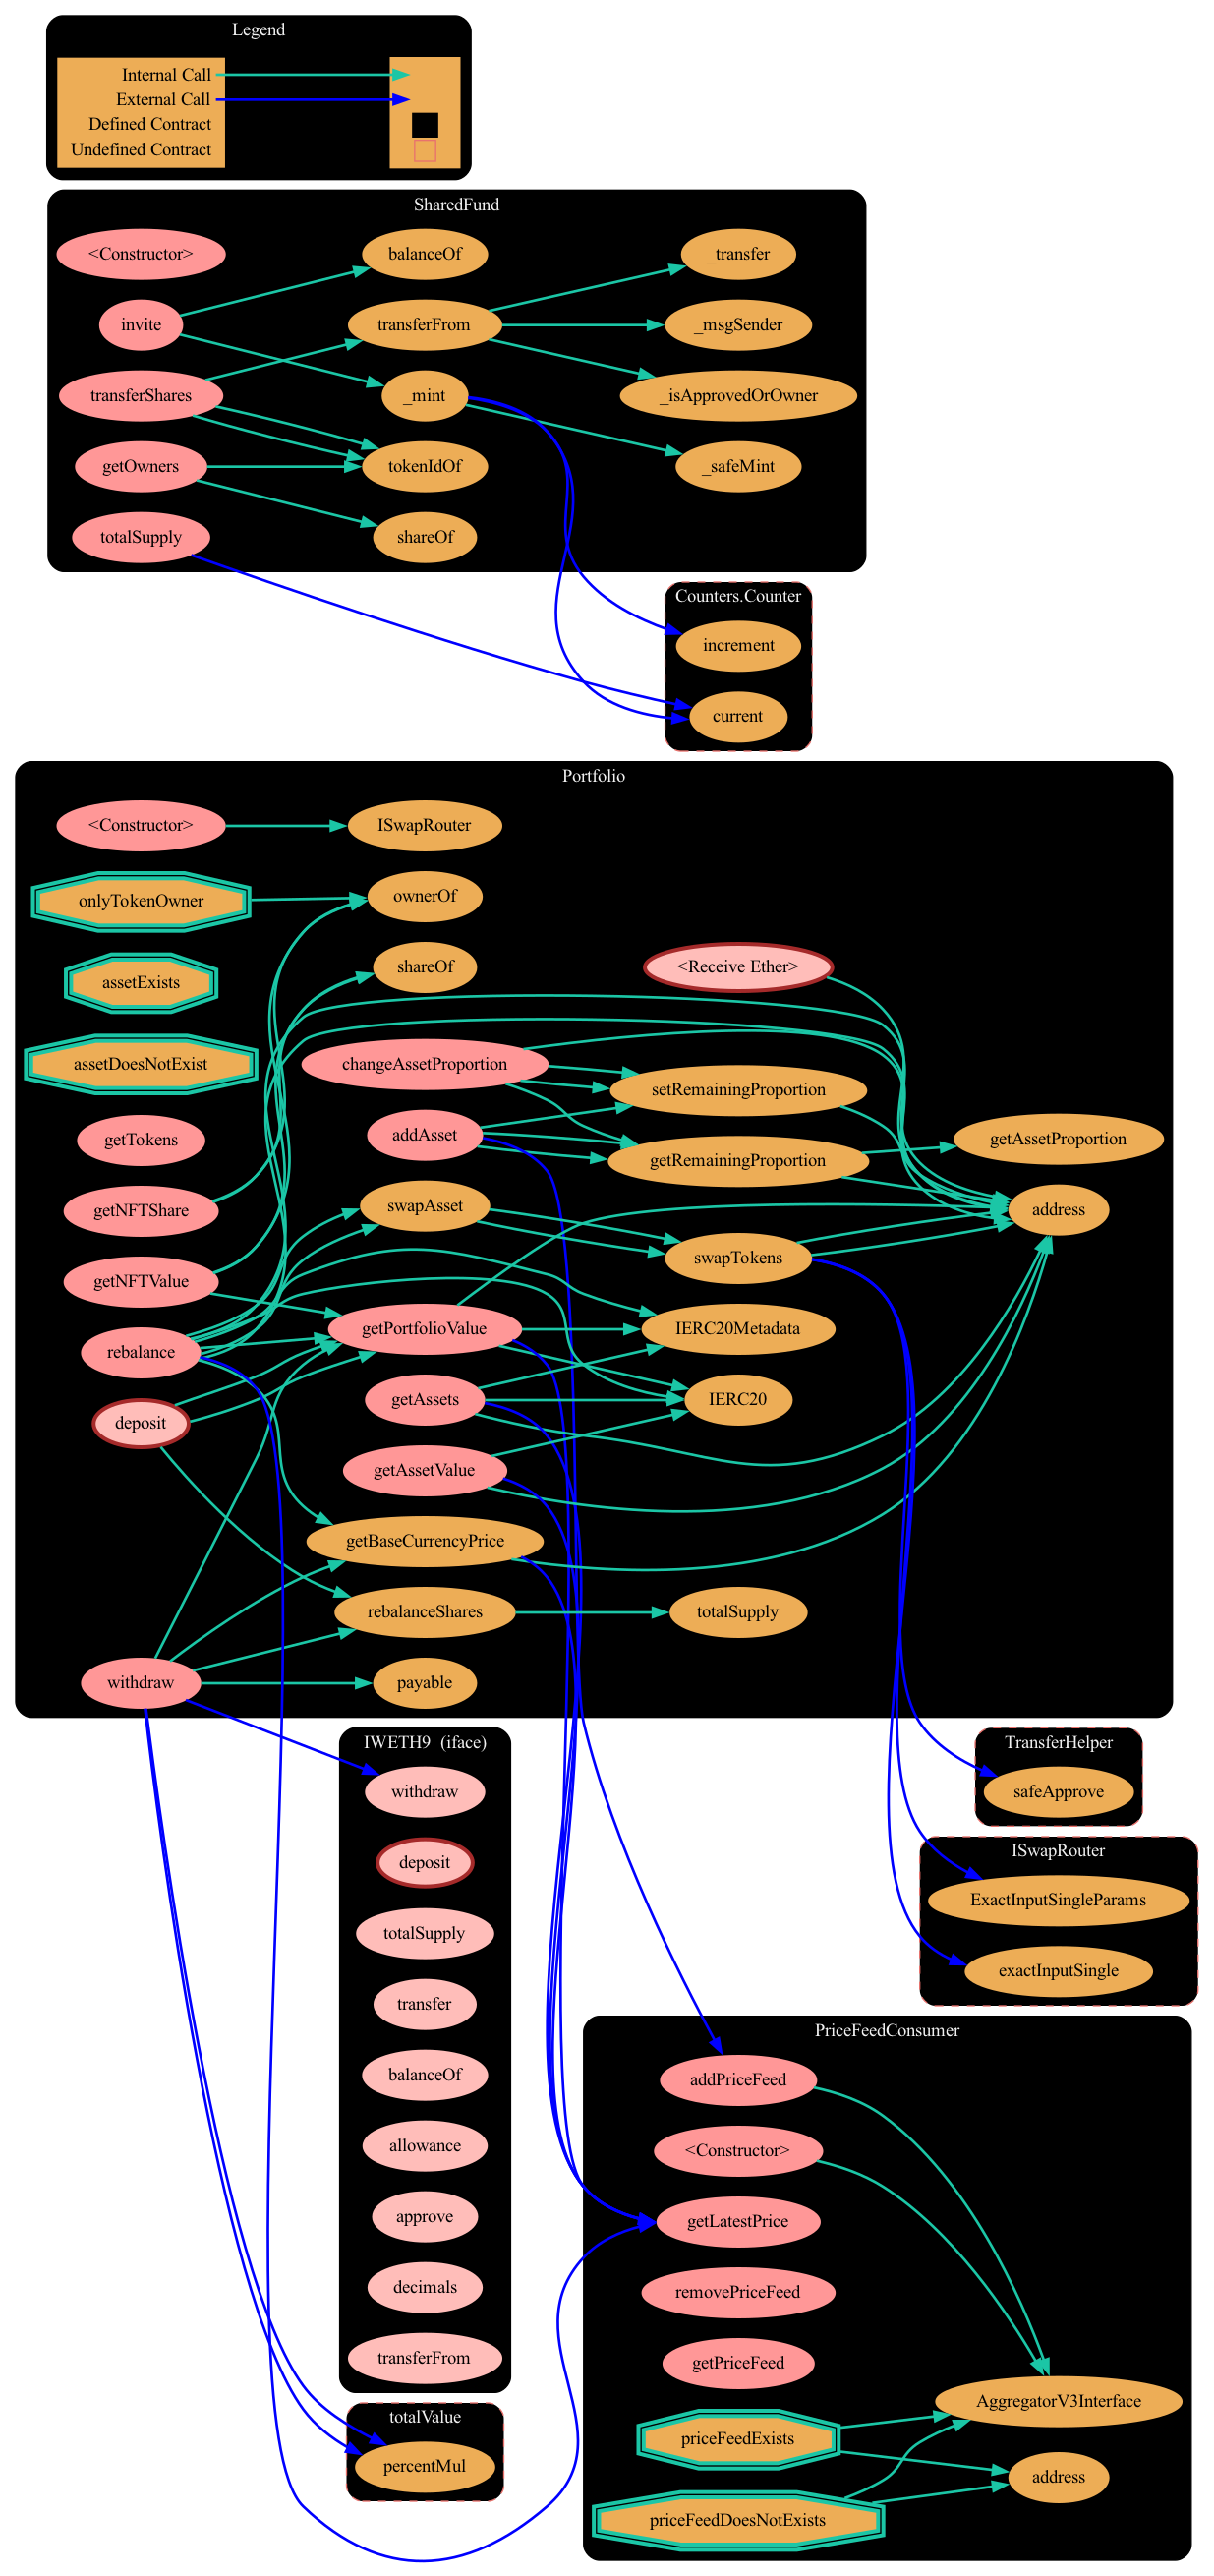 Legend
Internal Call
External Call
Defined Contract
Undefined Contract
SharedFund
<Constructor>
balanceOf
_transfer
invite
transferFrom
_msgSender
transferShares
_mint
_isApprovedOrOwner
getOwners
tokenIdOf
_safeMint
totalSupply
shareOf
Counters.Counter
increment
current
Portfolio
<Constructor>
ISwapRouter
onlyTokenOwner
ownerOf
assetExists
shareOf
<Receive Ether>
assetDoesNotExist
changeAssetProportion
setRemainingProportion
getTokens
addAsset
getRemainingProportion
getAssetProportion
getNFTShare
swapAsset
address
getNFTValue
swapTokens
rebalance
getPortfolioValue
IERC20Metadata
deposit
getAssets
IERC20
getAssetValue
getBaseCurrencyPrice
rebalanceShares
totalSupply
withdraw
payable
IWETH9  (iface)
withdraw
deposit
totalSupply
transfer
balanceOf
allowance
approve
decimals
transferFrom
TransferHelper
safeApprove
ISwapRouter
ExactInputSingleParams
exactInputSingle
PriceFeedConsumer
addPriceFeed
<Constructor>
getLatestPrice
removePriceFeed
getPriceFeed
AggregatorV3Interface
priceFeedExists
address
priceFeedDoesNotExists
totalValue
percentMul